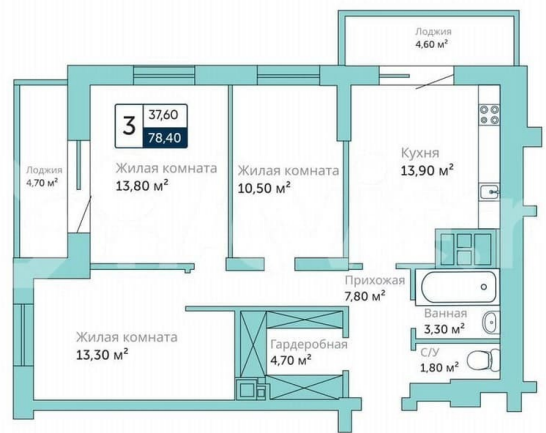 Лоджия
4,60 м²
3
37,60
78,40
Лоджия
4,70 м²
Жилая комната
13,80 м²
Жилая комната
10,50 м²
Кухня
13,90 м²
Прихожая
7,80 м²
Ванная
3,30 м²
Жилая комната
13,30 м²
Гардеробная
4,70 м²
С/У
1,80 м²